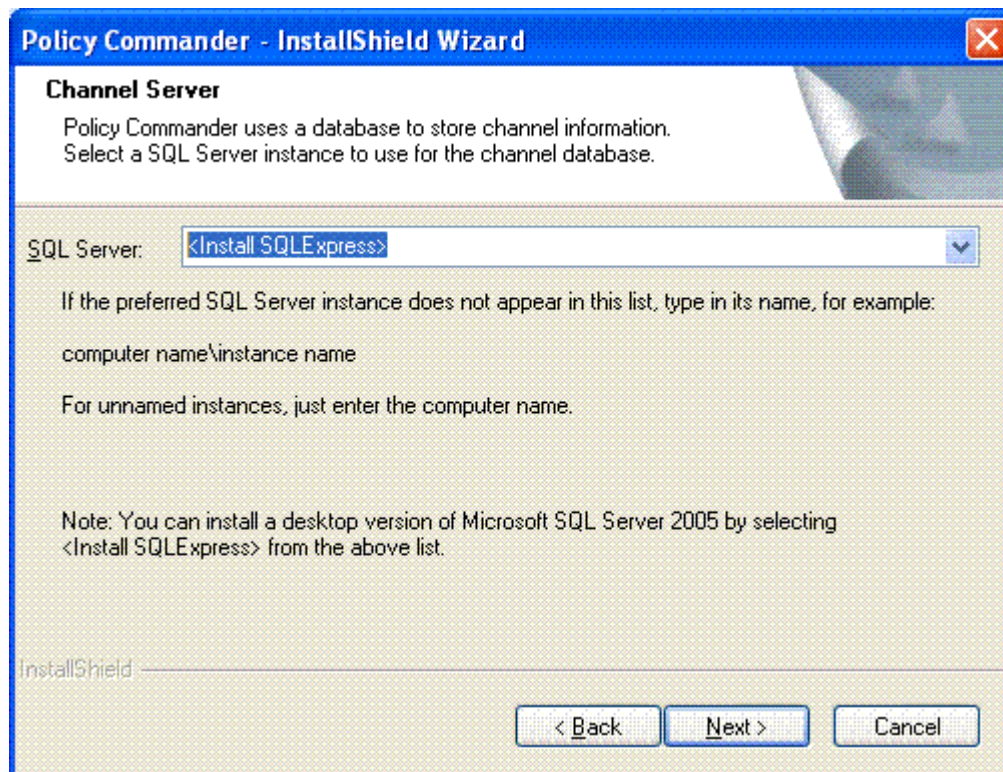 Policy Commander - InstallShield Wizard
Channel Server
Policy Commander uses a database to store channel information.
Select a SQL Server instance to use for the channel database.
SQL Server: <Install SQLExpress>
If the preferred SQL Server instance does not appear in this list, type in its name, for example:
computer name\instance name
For unnamed instances, just enter the computer name.
Note: You can install a desktop version of Microsoft SQL Server 2005 by selecting
<Install SQLExpress> from the above list.
InstallShield
< Back Next > Cancel